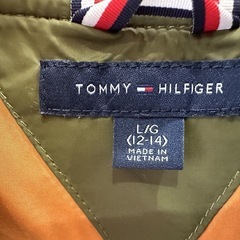 TOMMY HILFIGER
L/G
(12-14)
MADE IN
VIETNAM